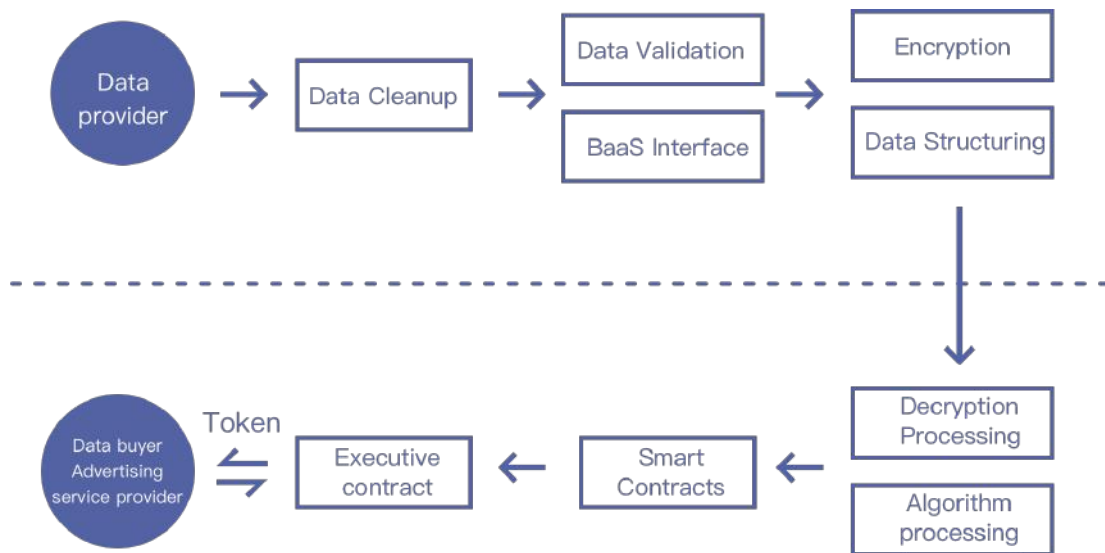 Data
provider
Data Cleanup
Data Validation
BaaS Interface
Encryption
Data Structuring
Data buyer
Advertising
service provider
Token
Executive
contract
Smart
Contracts
Decryption
Processing
Algorithm
processing